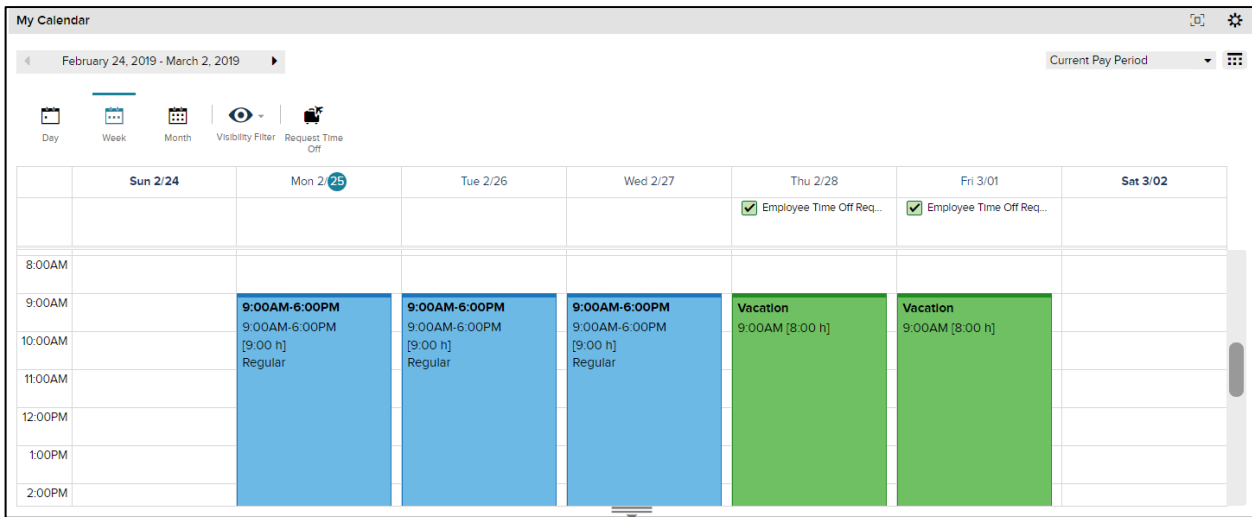 My Calendar
February 24, 2019 - March 2, 2019
Current Pay Period
Day
Week
Month
Visibility Filter
Request Time
Off
Sun 2/24
Mon 2/25
Tue 2/26
Wed 2/27
Thu 2/28
Fri 3/01
Sat 3/02
Employee Time Off Req...
Employee Time Off Req...
8:00AM
9:00AM
10:00AM
11:00AM
12:00PM
1:00PM
2:00PM
9:00AM-6:00PM
9:00AM-6:00PM
[9:00 h]
Regular
9:00AM-6:00PM
9:00AM-6:00PM
[9:00 h]
Regular
9:00AM-6:00PM
9:00AM-6:00PM
[9:00 h]
Regular
Vacation
9:00AM [8:00 h]
Vacation
9:00AM [8:00 h]